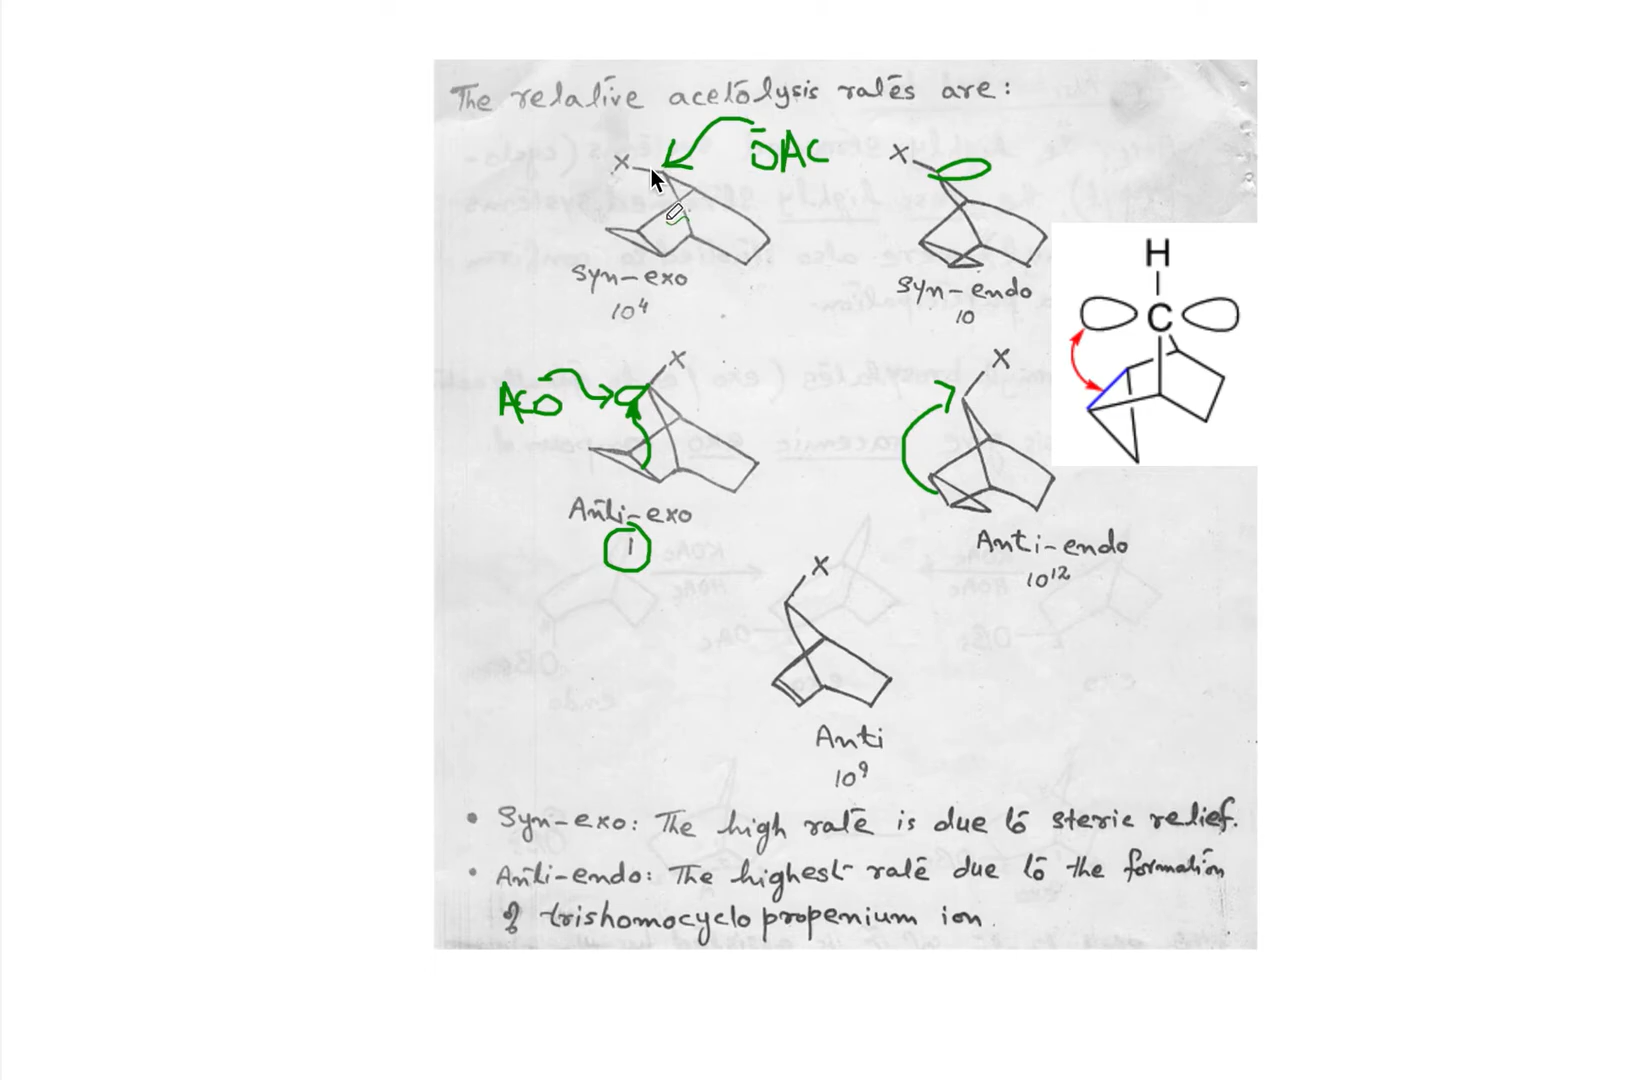 The relative acetolysis rates are:
X
ŌAC
X
Syn-exo
10⁴
Syn-endo
10
H
C
X
ACO
X
Anti-exo
1
Anti-endo
10¹²
X
Anti
10⁹
• Syn-exo: The high rate is due to steric relief.
• Anti-endo: The highest rate due to the formation
of trishomocyclopropenium ion.